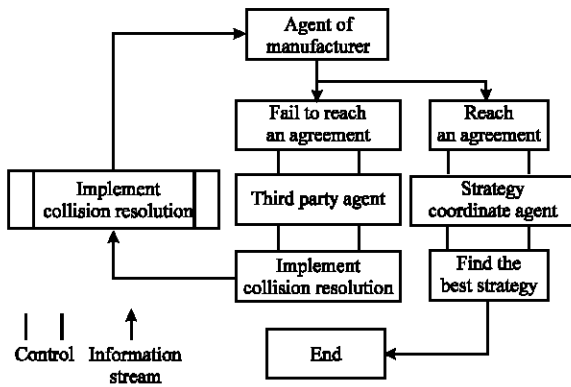 Agent of
manufacturer
Fail to reach
an agreement
Reach
an agreement
Implement
collision resolution
Third party agent
Strategy
coordinate agent
Implement
collision resolution
Find the
best strategy
Control
Information
stream
End